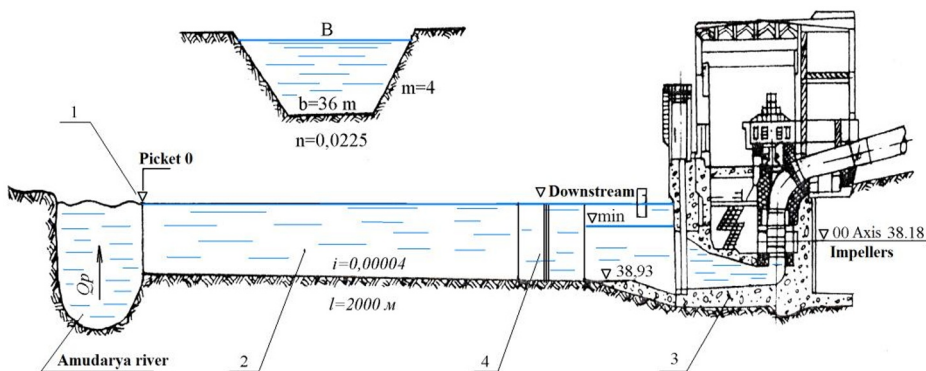 B
m=4
b=36 m
n=0,0225
1
Picket 0
Downstream
min
00 Axis 38.18
Impellers
38,93
i=0,00004
l=2000 м
Qp
Amudarya river
2
4
3